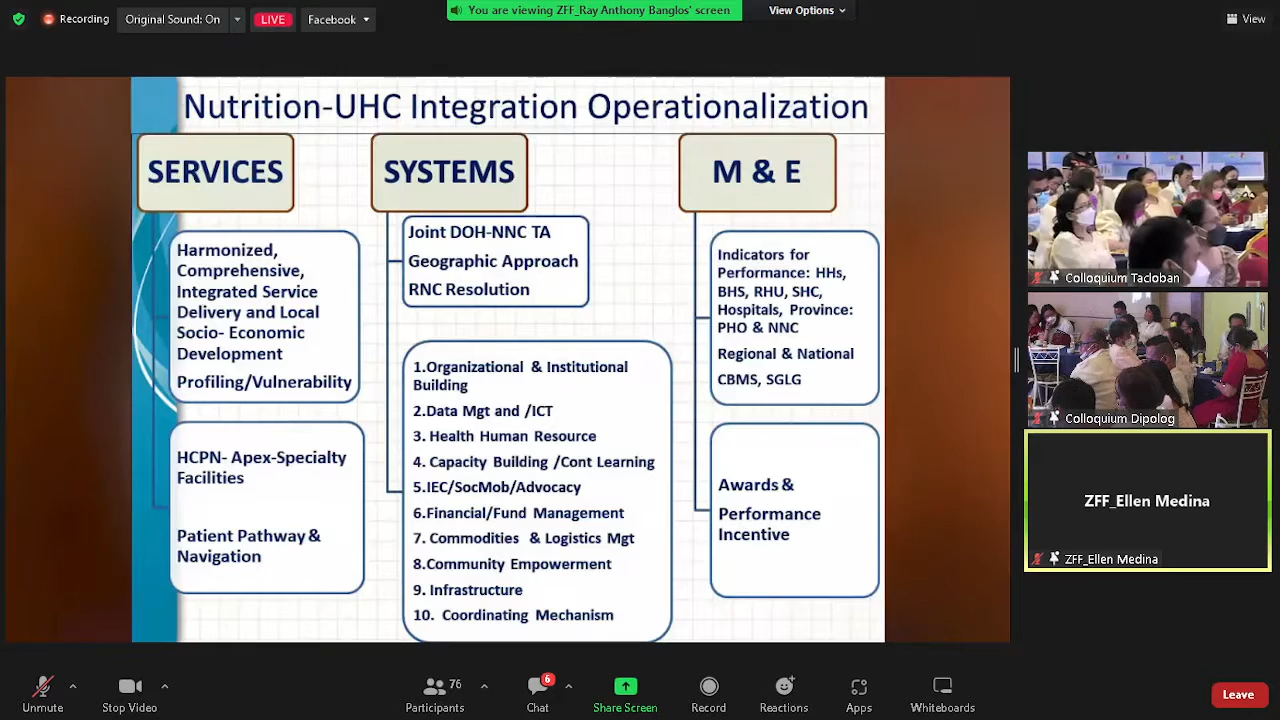 Recording
Original Sound: On
LIVE
Facebook
You are viewing ZFF_Ray Anthony Banglos' screen
View Options
View
Nutrition-UHC Integration Operationalization
SERVICES
Harmonized,
Comprehensive,
Integrated Service
Delivery and Local
Socio- Economic
Development
Profiling/Vulnerability
HCPN- Apex-Specialty
Facilities
Patient Pathway &
Navigation
SYSTEMS
Joint DOH-NNC TA
Geographic Approach
RNC Resolution
1.Organizational & Institutional
Building
2.Data Mgt and /ICT
3. Health Human Resource
4. Capacity Building /Cont Learning
5.IEC/SocMob/Advocacy
6.Financial/Fund Management
7. Commodities & Logistics Mgt
8.Community Empowerment
9. Infrastructure
10. Coordinating Mechanism
M & E
Indicators for
Performance: HHs,
BHS, RHU, SHC,
Hospitals, Province:
PHO & NNC
Regional & National
CBMS, SGLG
Awards &
Performance
Incentive
Colloquium Tacloban
Colloquium Dipolog
ZFF_Ellen Medina
ZFF_Ellen Medina
Unmute
Stop Video
76
Participants
6
Chat
Share Screen
Record
Reactions
Apps
Whiteboards
Leave